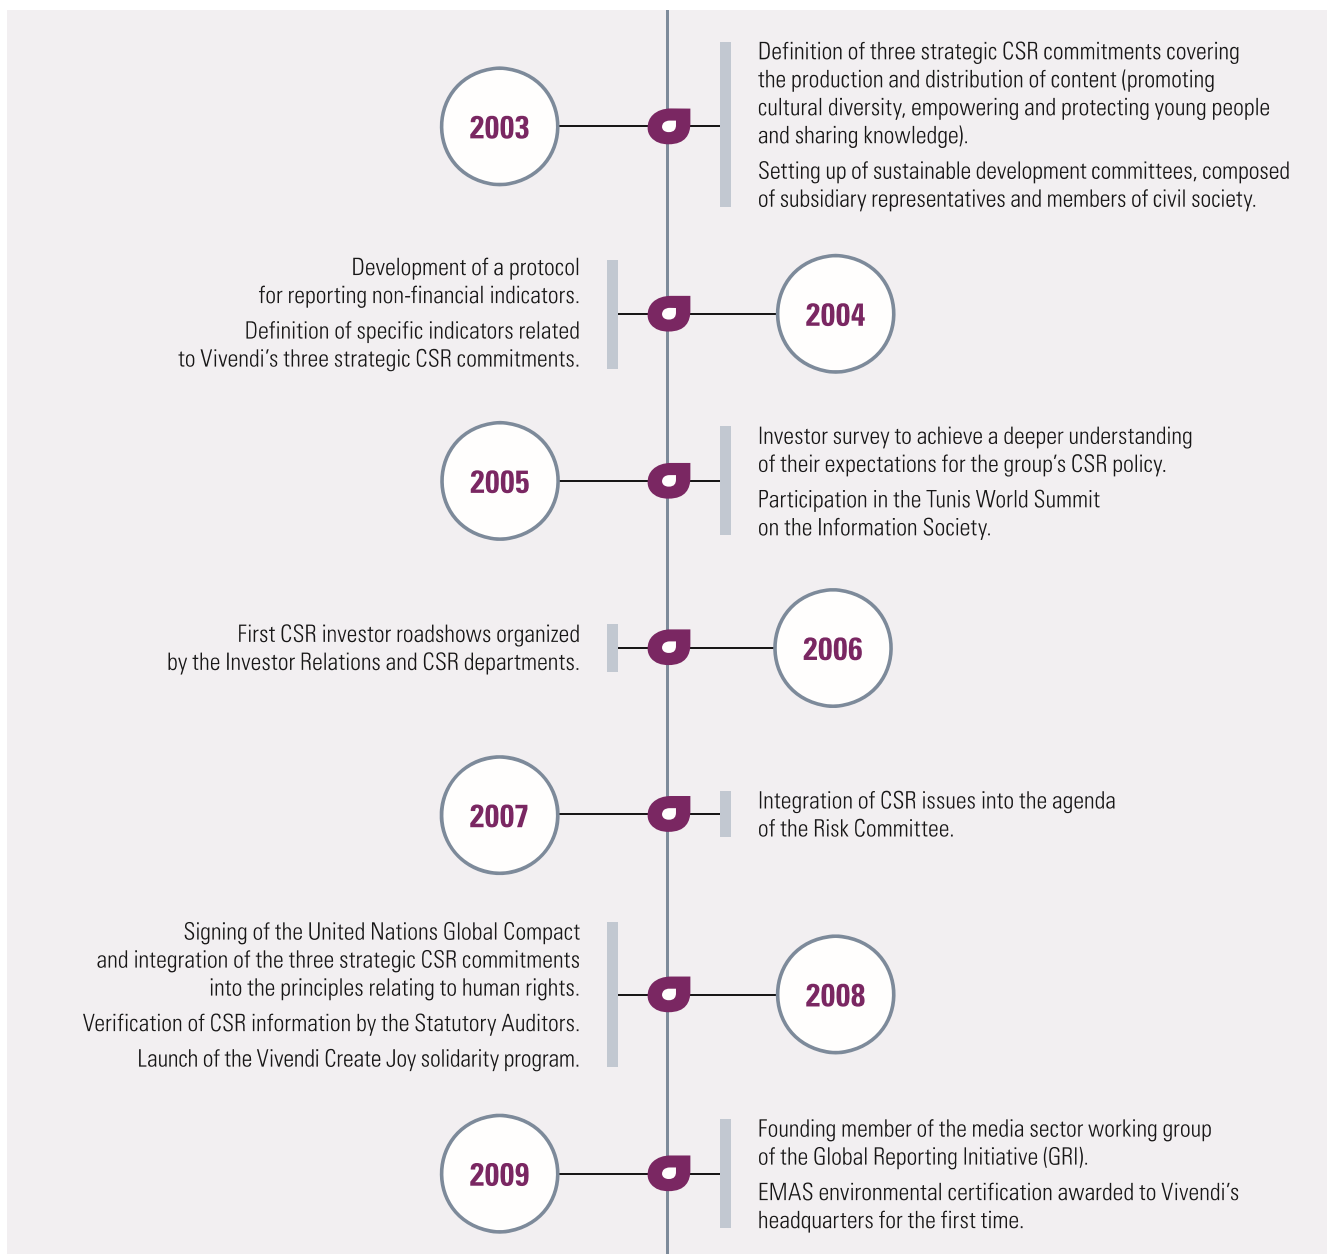 2003
Definition of three strategic CSR commitments covering
the production and distribution of content (promoting
cultural diversity, empowering and protecting young people
and sharing knowledge).
Setting up of sustainable development committees, composed
of subsidiary representatives and members of civil society.
Development of a protocol
for reporting non-financial indicators.
Definition of specific indicators related
to Vivendi’s three strategic CSR commitments.
2004
2005
Investor survey to achieve a deeper understanding
of their expectations for the group’s CSR policy.
Participation in the Tunis World Summit
on the Information Society.
First CSR investor roadshows organized
by the Investor Relations and CSR departments.
2006
2007
Integration of CSR issues into the agenda
of the Risk Committee.
Signing of the United Nations Global Compact
and integration of the three strategic CSR commitments
into the principles relating to human rights.
Verification of CSR information by the Statutory Auditors.
Launch of the Vivendi Create Joy solidarity program.
2008
2009
Founding member of the media sector working group
of the Global Reporting Initiative (GRI).
EMAS environmental certification awarded to Vivendi’s
headquarters for the first time.